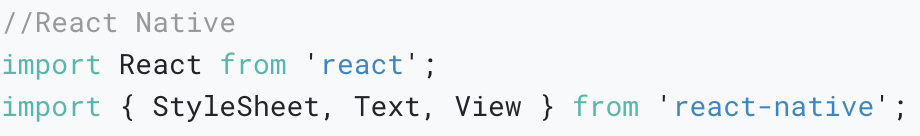 //React Native
import React from 'react';
import { StyleSheet, Text, View } from 'react-native';